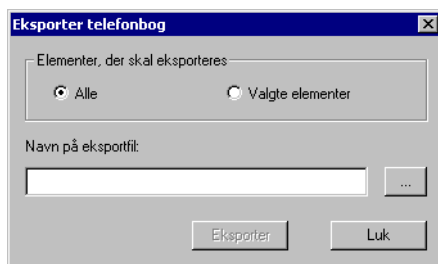 Eksporter telefonbog
Elementer, der skal eksporteres
Alle
Valgte elementer
Navn på eksportfil:
...
Eksporter
Luk